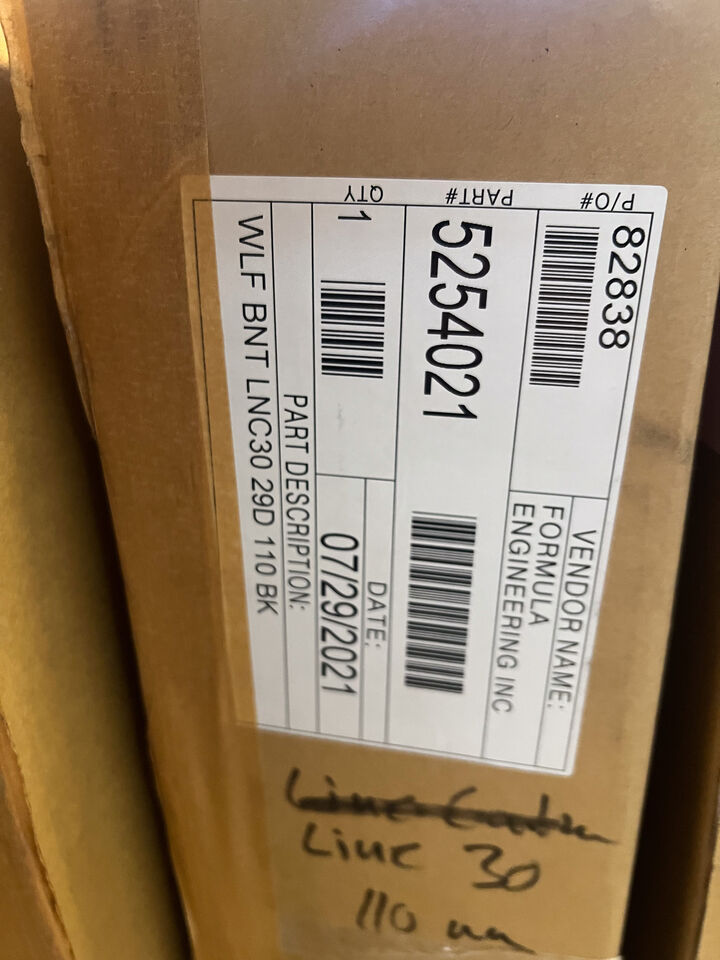 P/O#
82838
VENDOR NAME:
FORMULA
ENGINEERING INC
PART#
5254021
QTY
1
DATE:
07/29/2021
PART DESCRIPTION:
WLF BNT LNC30 29D 110 BK
Linc 30
110 mm